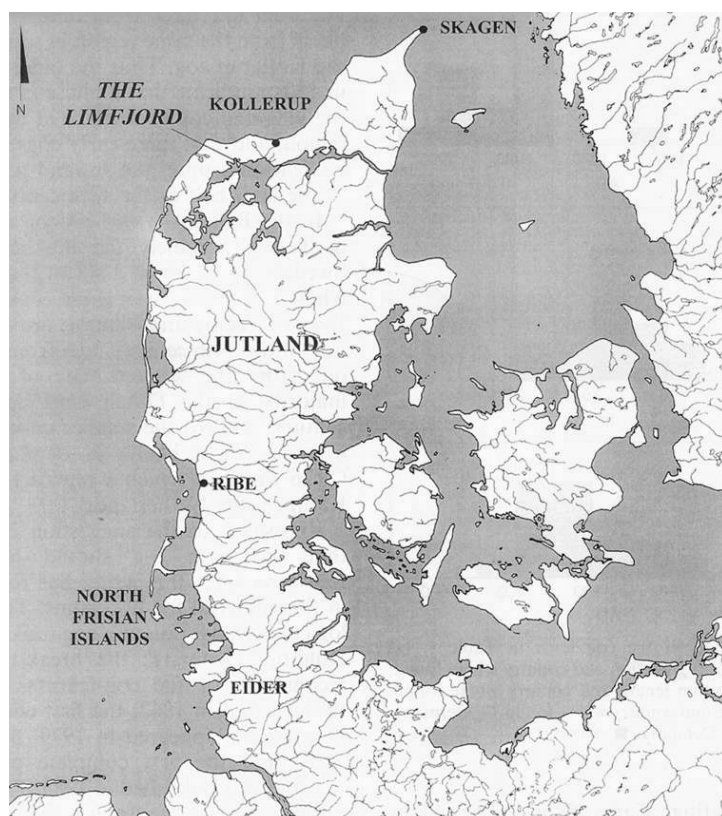 SKAGEN
THE
LIMFJORD
KOLLERUP
N
JUTLAND
RIBE
NORTH
FRISIAN
ISLANDS
EIDER